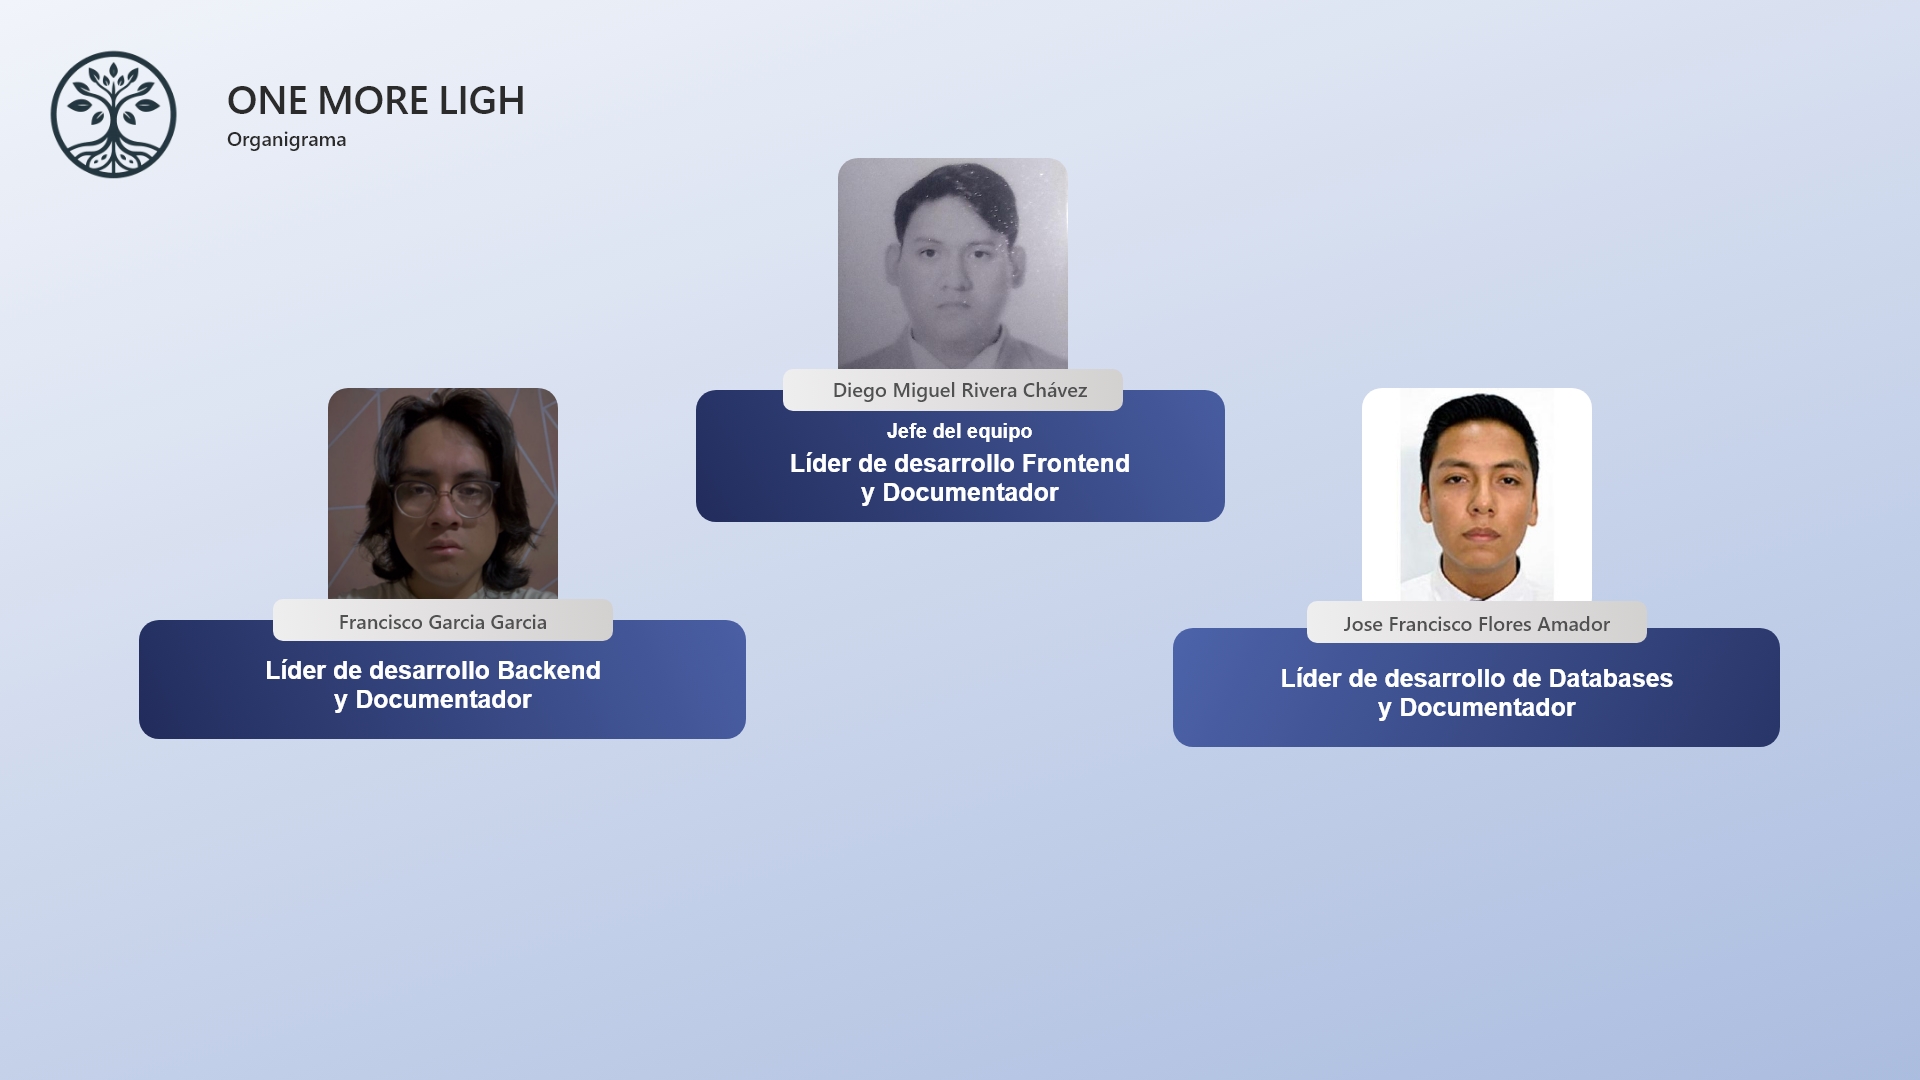 ONE MORE LIGH
Organigrama
Diego Miguel Rivera Chávez
Jefe del equipo
Líder de desarrollo Frontend
y Documentador
Francisco Garcia Garcia
Líder de desarrollo Backend
y Documentador
Jose Francisco Flores Amador
Líder de desarrollo de Databases
y Documentador